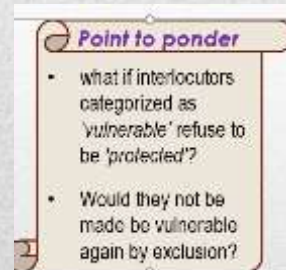 Point to ponder
• what if interlocutors
categorized as
'vulnerable' refuse to
be 'protected'?
• Would they not be
made be vulnerable
again by exclusion?